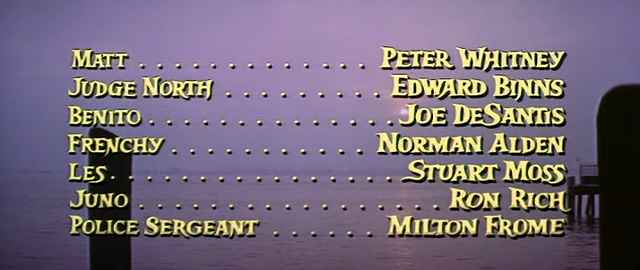 Matt . . . . . . . . . . . . Peter Whitney
Judge North . . . . . . . . Edward Binns
Benito . . . . . . . . . . . . . Joe DeSantis
Frenchy . . . . . . . . . . . Norman Alden
Les . . . . . . . . . . . . . . . . Stuart Moss
Juno . . . . . . . . . . . . . . . . . Ron Rich
Police Sergeant . . . . . . Milton Frome